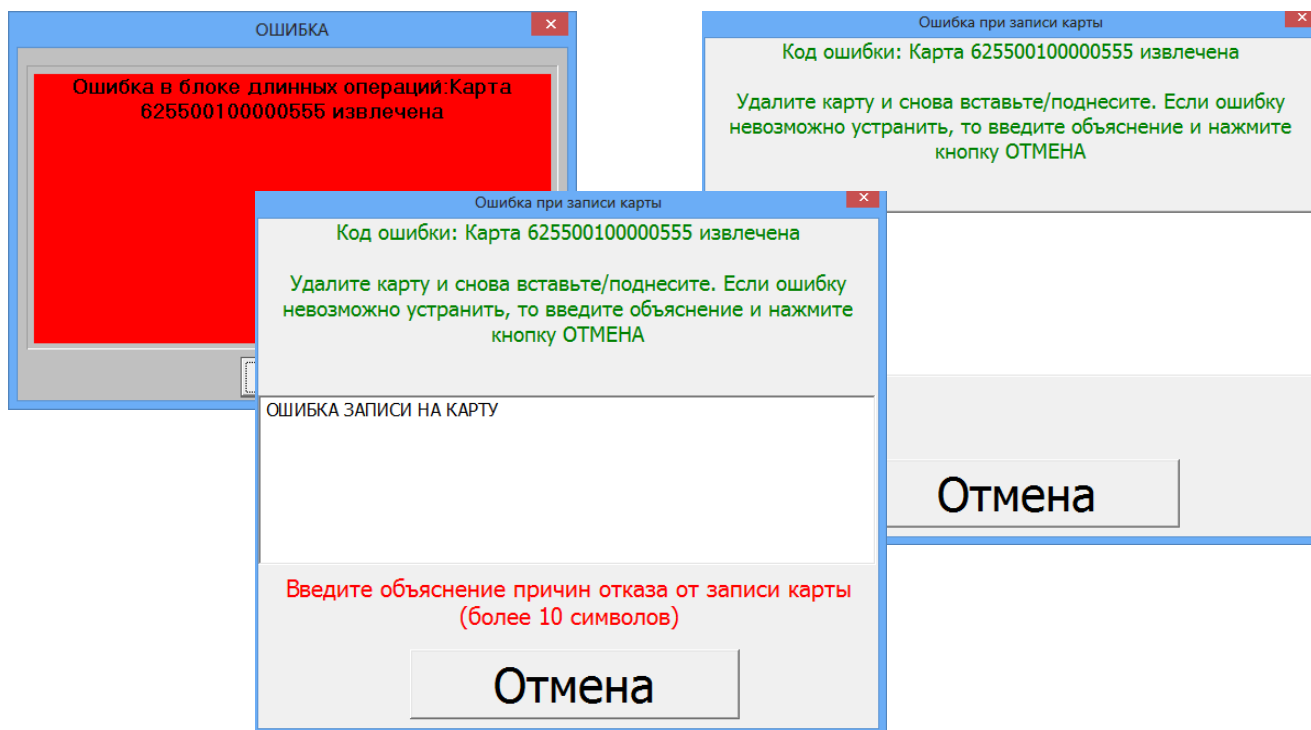 ОШИБКА
Ошибка в блоке длинных операций:Карта
625500100000555 извлечена
Ошибка при записи карты
Код ошибки: Карта 625500100000555 извлечена
Удалите карту и снова вставьте/поднесите. Если ошибку
невозможно устранить, то введите объяснение и нажмите
кнопку ОТМЕНА
Отмена
Ошибка при записи карты
Код ошибки: Карта 625500100000555 извлечена
Удалите карту и снова вставьте/поднесите. Если ошибку
невозможно устранить, то введите объяснение и нажмите
кнопку ОТМЕНА
ОШИБКА ЗАПИСИ НА КАРТУ
Введите объяснение причин отказа от записи карты
(более 10 символов)
Отмена